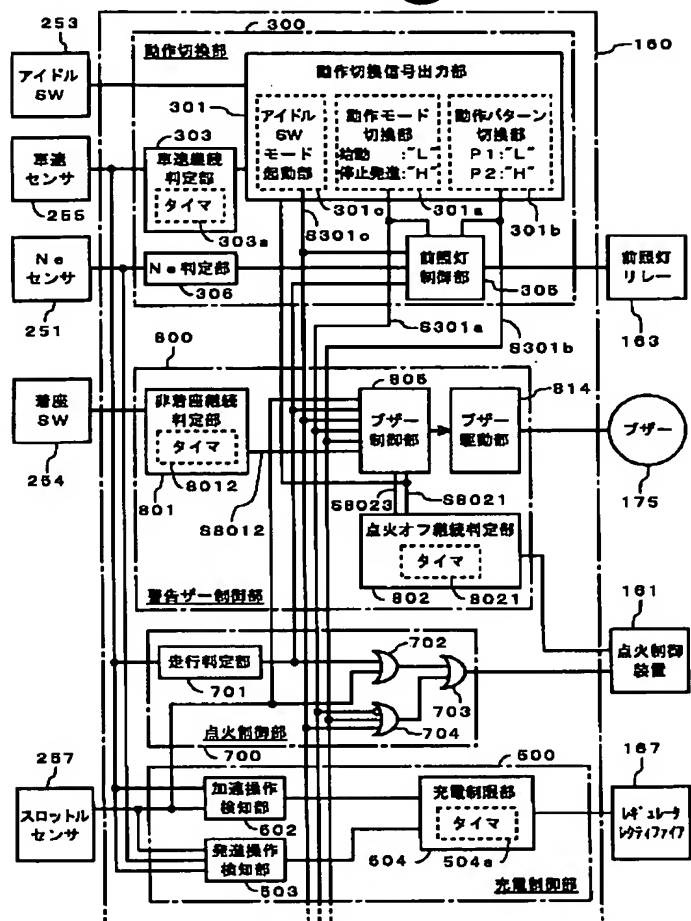 253
300
160
アイドル
SW
動作切換部
動作切換信号出力部
301
303
アイドル
SW
モード
起動部
動作モード
切換部
始動　:"L"
停止発進:"H"
動作パターン
切換部
P1:"L"
P2:"H"
車速
センサ
車速継続
判定部
タイマ
255
303a
301c
S301c
301a
301b
Ne
センサ
Ne判定部
前照灯
制御部
前照灯
リレー
251
306
305
163
S301a
S301b
800
805
814
着座
SW
非着座継続
判定部
タイマ
ブザー
制御部
ブザー
駆動部
ブザー
254
8012
801
S8012
175
S8023
S8021
点火オフ継続判定部
タイマ
警告ザー制御部
802
8021
161
702
走行判定部
点火制御
装置
701
703
点火制御部
704
700
500
257
167
スロットル
センサ
加速操作
検知部
充電制限部
タイマ
レギュレータ
レクティファイア
502
発進操作
検知部
504
504a
503
充電制御部